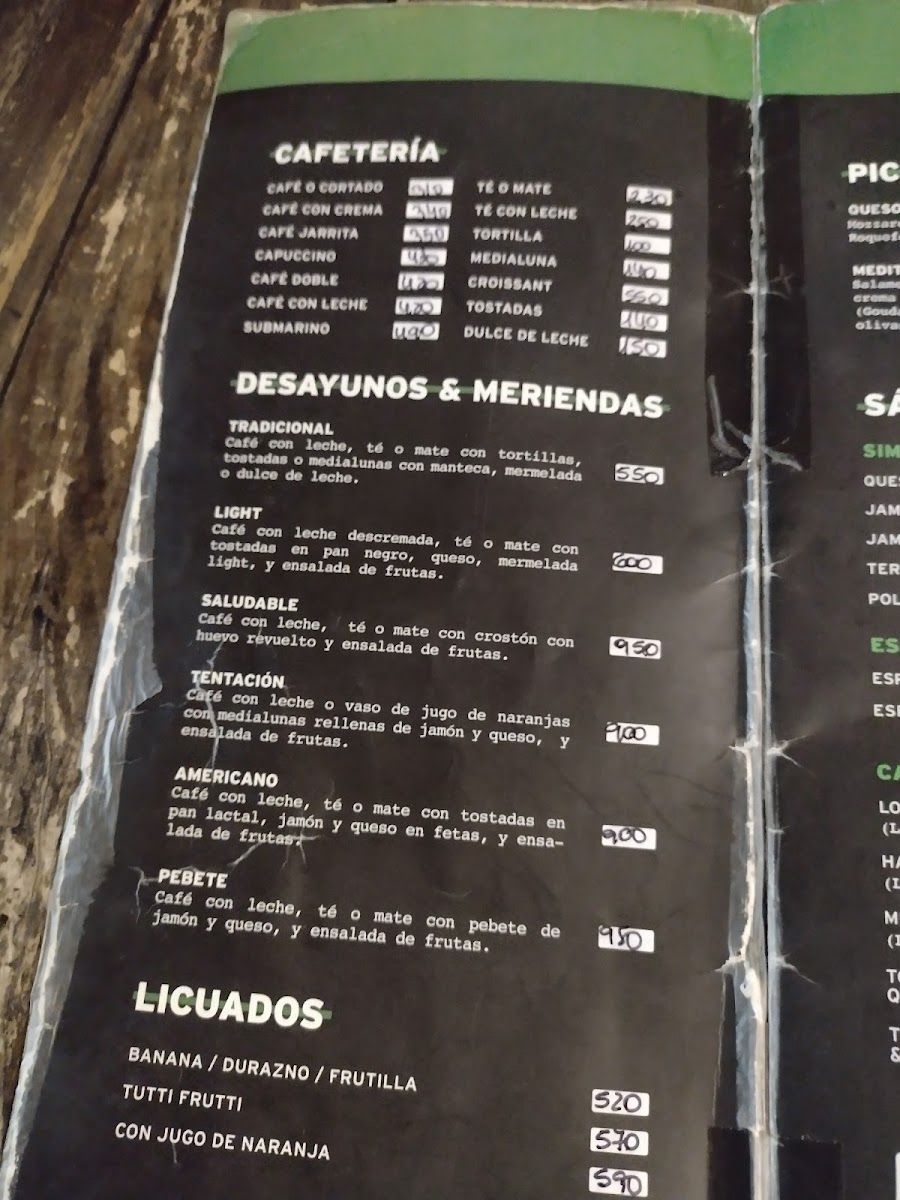 CAFETERÍA
CAFÉ O CORTADO
CAFÉ CON CREMA
CAFÉ JARRITA
CAPUCCINO
CAFÉ DOBLE
CAFÉ CON LECHE
SUBMARINO 490
TÉ O MATE 230
TÉ CON LECHE 250
TORTILLA 100
MEDIALUNA 140
CROISSANT 350
TOSTADAS 140
DULCE DE LECHE 150
DESAYUNOS & MERIENDAS
TRADICIONAL
Café con leche, té o mate con tortillas,
tostadas o medialunas con manteca, mermelada
o dulce de leche.
550
LIGHT
Café con leche descremada, té o mate con
tostadas en pan negro, queso, mermelada
light, y ensalada de frutas.
600
SALUDABLE
Café con leche, té o mate con crostón con
huevo revuelto y ensalada de frutas.
950
TENTACIÓN
Café con leche o vaso de jugo de naranjas
con medialunas rellenas de jamón y queso, y
ensalada de frutas.
900
AMERICANO
Café con leche, té o mate con tostadas en
pan lactal, jamón y queso en fetas, y ensa-
lada de frutas.
900
PEBETE
Café con leche, té o mate con pebete de
jamón y queso, y ensalada de frutas.
950
LICUADOS
BANANA / DURAZNO / FRUTILLA 520
TUTTI FRUTTI 570
CON JUGO DE NARANJA 590